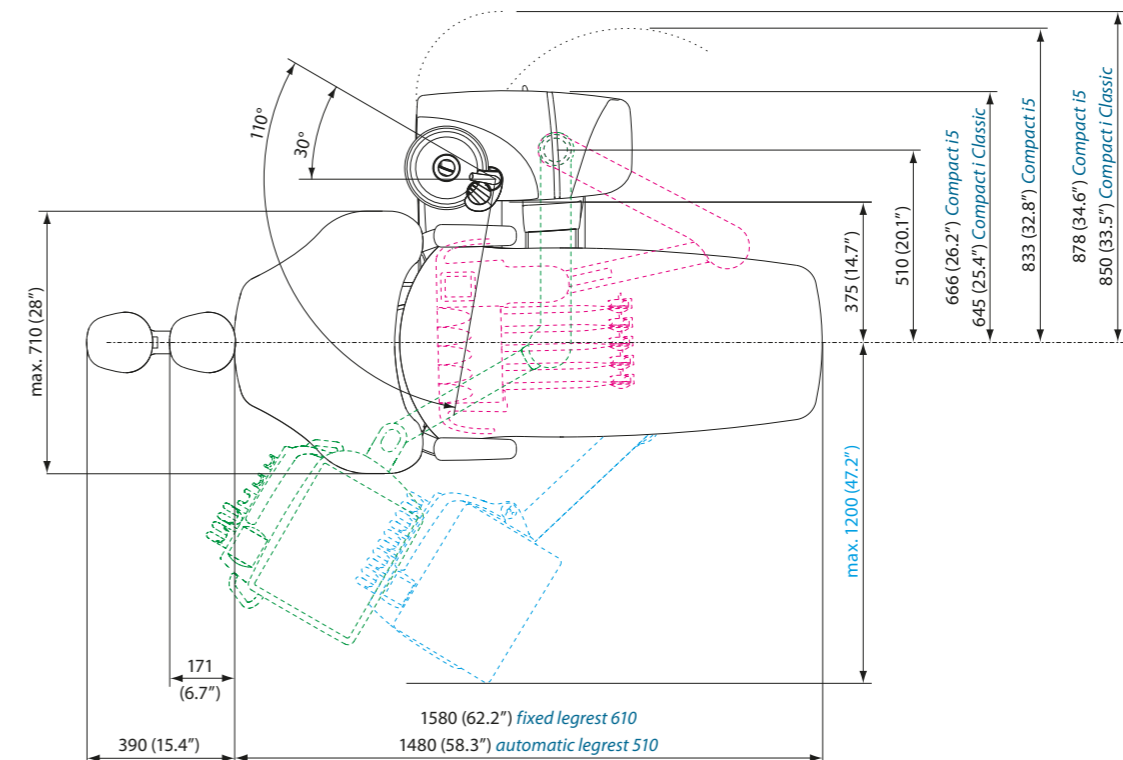 110°
30°
max. 710 (28”)
375 (14.7”)
510 (20.1”)
666 (26.2”) Compact i5
645 (25.4”) Compact i Classic
833 (32.8”) Compact i5
878 (34.6”) Compact i5
850 (33.5”) Compact i Classic
max. 1200 (47.2”)
171
(6.7”)
1580 (62.2”) fixed legrest 610
390 (15.4”)
1480 (58.3”) automatic legrest 510